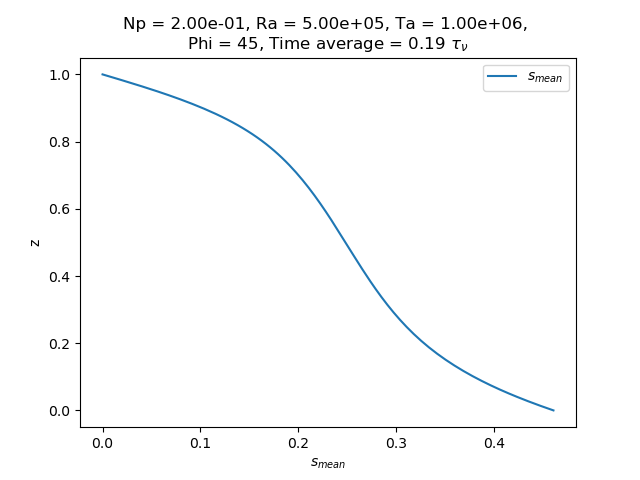 Np = 2.00e-01, Ra = 5.00e+05, Ta = 1.00e+06,
Phi = 45, Time average = 0.19 τν
s_mean
1.0
0.8
0.6
0.4
0.2
0.0
z
0.0 0.1 0.2 0.3 0.4
s_mean